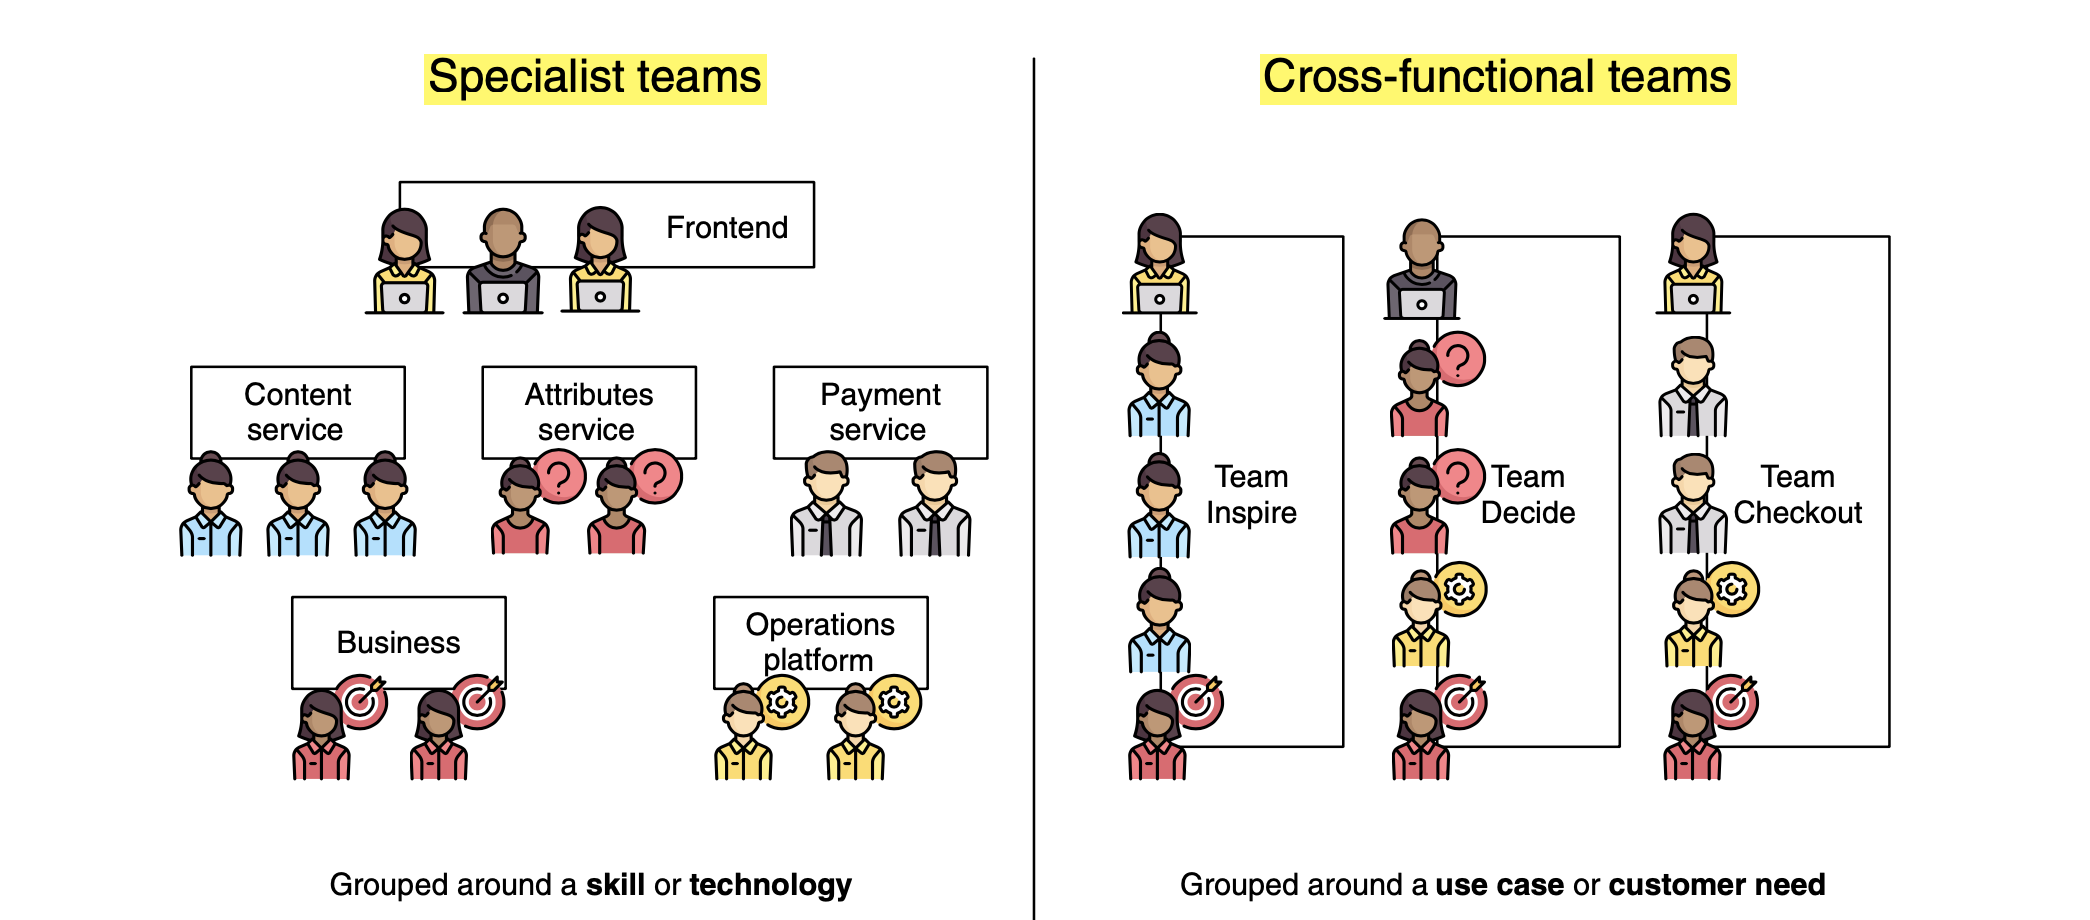 Specialist teams
Frontend
Content
service
Attributes
service
Payment
service
Business
Operations
platform
Grouped around a skill or technology
Cross-functional teams
Team
Inspire
Team
Decide
Team
Checkout
Grouped around a use case or customer need